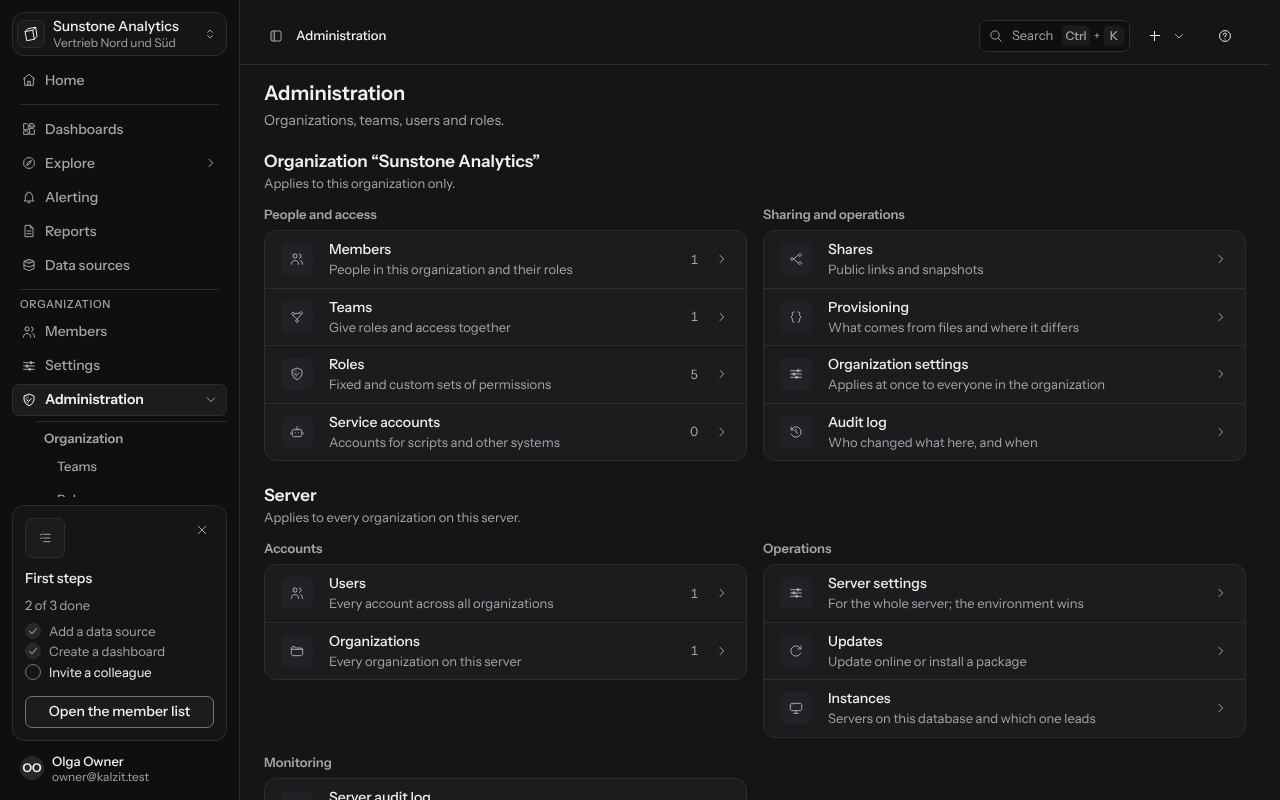 Sunstone Analytics
Vertrieb Nord und Süd
Home
Dashboards
Explore
Alerting
Reports
Data sources
ORGANIZATION
Members
Settings
Administration
Organization
Teams
First steps
2 of 3 done
Add a data source
Create a dashboard
Invite a colleague
Open the member list
OO
Olga Owner
owner@kalzit.test
Administration
Search Ctrl + K
Administration
Organizations, teams, users and roles.
Organization “Sunstone Analytics”
Applies to this organization only.
People and access
Members 1
People in this organization and their roles
Teams 1
Give roles and access together
Roles 5
Fixed and custom sets of permissions
Service accounts 0
Accounts for scripts and other systems
Sharing and operations
Shares
Public links and snapshots
Provisioning
What comes from files and where it differs
Organization settings
Applies at once to everyone in the organization
Audit log
Who changed what here, and when
Server
Applies to every organization on this server.
Accounts
Users 1
Every account across all organizations
Organizations 1
Every organization on this server
Operations
Server settings
For the whole server; the environment wins
Updates
Update online or install a package
Instances
Servers on this database and which one leads
Monitoring
Server audit log